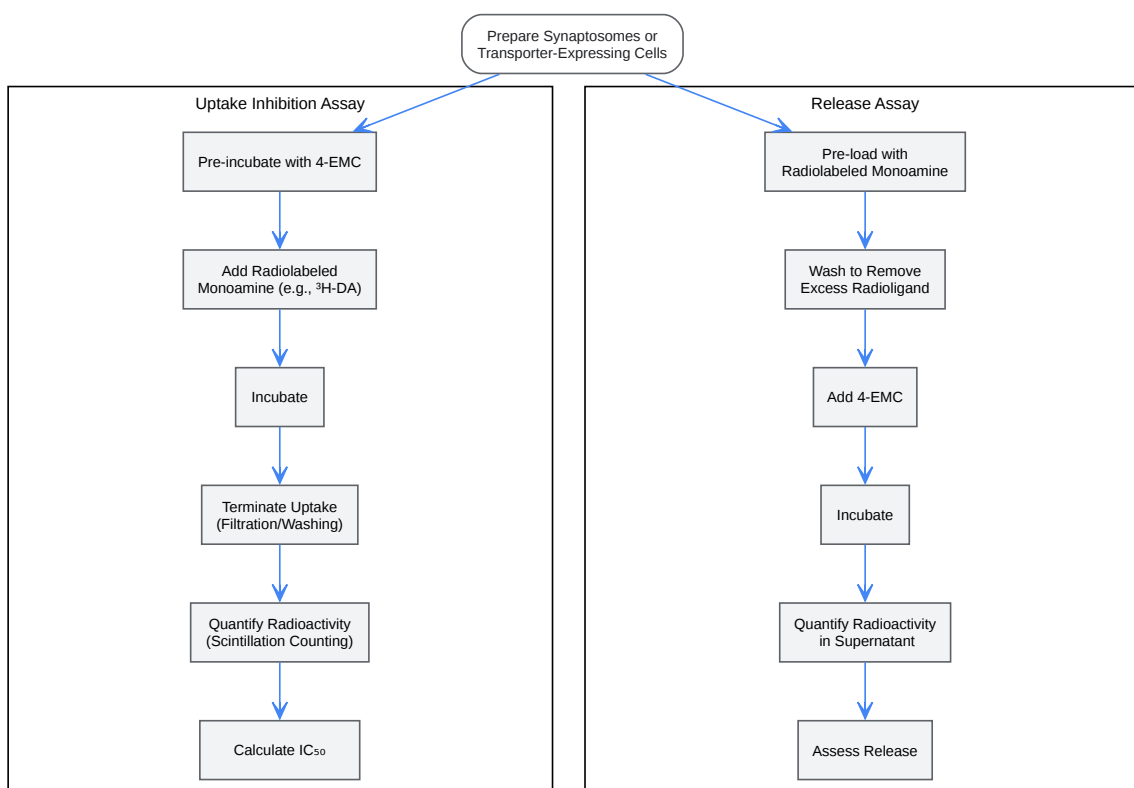 Prepare Synaptosomes or
Transporter-Expressing Cells
Uptake Inhibition Assay
Pre-incubate with 4-EMC
Add Radiolabeled
Monoamine (e.g., ³H-DA)
Incubate
Terminate Uptake
(Filtration/Washing)
Quantify Radioactivity
(Scintillation Counting)
Calculate IC₅₀
Release Assay
Pre-load with
Radiolabeled Monoamine
Wash to Remove
Excess Radioligand
Add 4-EMC
Incubate
Quantify Radioactivity
in Supernatant
Assess Release